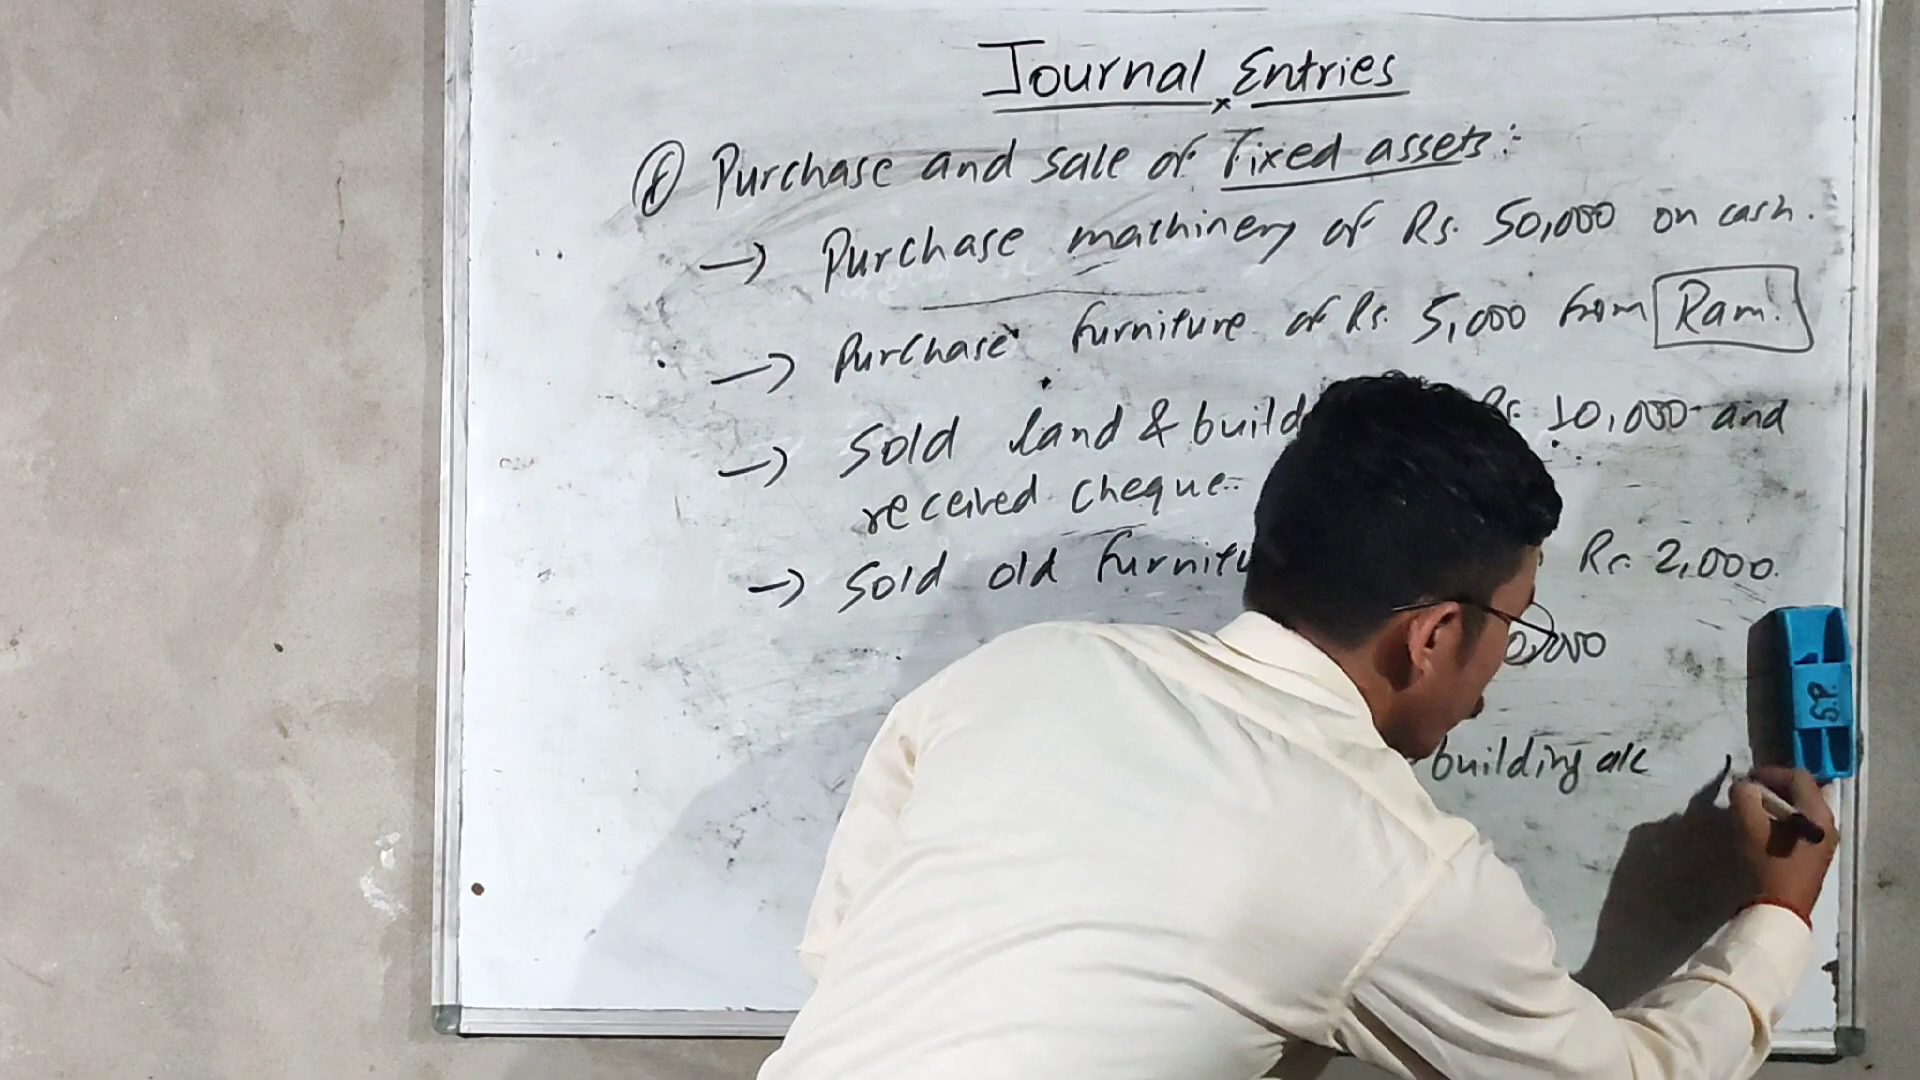 Journal Entries
Purchase and sale of Fixed assets:
→ Purchase machinery of Rs. 50,000 on cash.
→ Purchase furniture of Rs. 5,000 from Ram.
→ Sold land & build Rs. 10,000 and
received cheque.
→ Sold old furnitu Rs. 2,000.
0,000
building a/c
S.P.